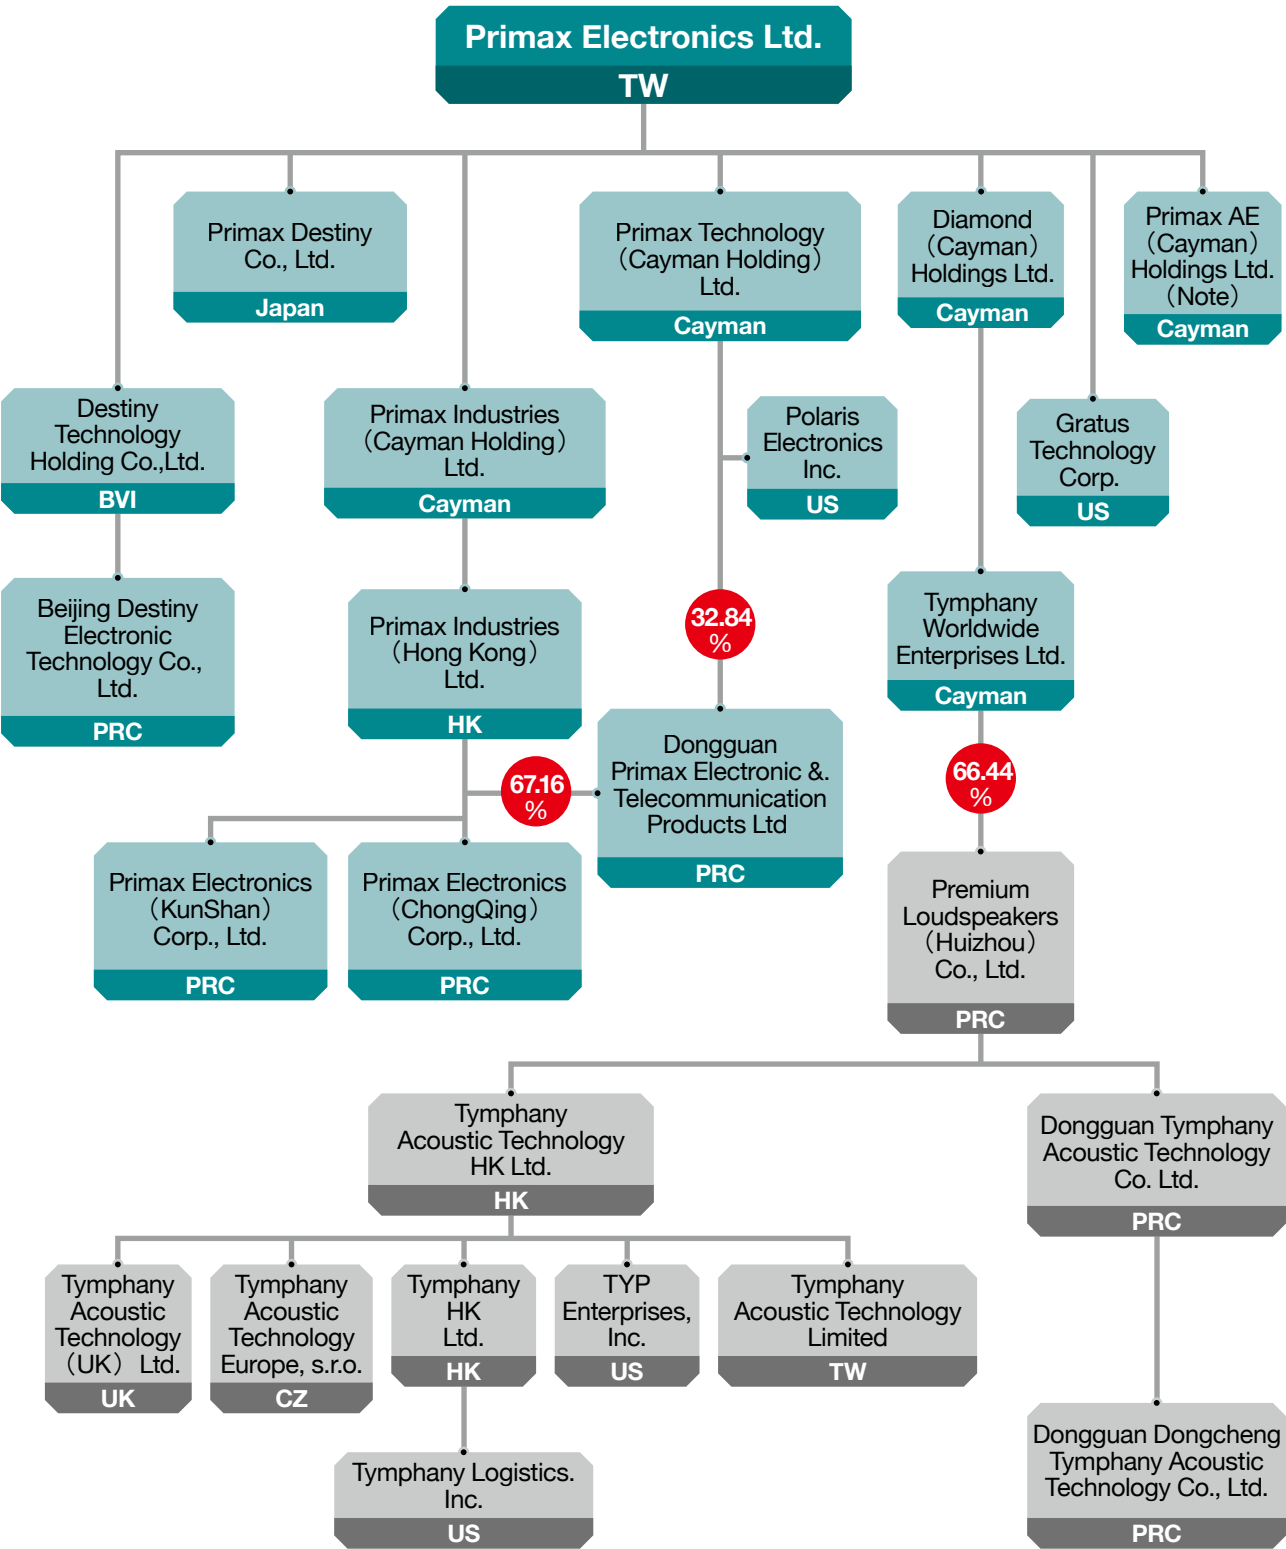 Primax Electronics Ltd.
TW
Primax Destiny
Co., Ltd.
Japan
Primax Technology
（Cayman Holding）
Ltd.
Cayman
Diamond
（Cayman）
Holdings Ltd.
Cayman
Primax AE
（Cayman）
Holdings Ltd.
（Note）
Cayman
Destiny
Technology
Holding Co.,Ltd.
BVI
Primax Industries
（Cayman Holding）
Ltd.
Cayman
Polaris
Electronics
Inc.
US
Gratus
Technology
Corp.
US
Beijing Destiny
Electronic
Technology Co.,
Ltd.
PRC
Primax Industries
（Hong Kong）
Ltd.
HK
32.84
%
Tymphany
Worldwide
Enterprises Ltd.
Cayman
67.16
%
Dongguan
Primax Electronic &.
Telecommunication
Products Ltd
PRC
66.44
%
Primax Electronics
（KunShan）
Corp., Ltd.
PRC
Primax Electronics
（ChongQing）
Corp., Ltd.
PRC
Premium
Loudspeakers
（Huizhou）
Co., Ltd.
PRC
Tymphany
Acoustic Technology
HK Ltd.
HK
Dongguan Tymphany
Acoustic Technology
Co. Ltd.
PRC
Tymphany
Acoustic
Technology
（UK）Ltd.
UK
Tymphany
Acoustic
Technology
Europe, s.r.o.
CZ
Tymphany
HK
Ltd.
HK
TYP
Enterprises,
Inc.
US
Tymphany
Acoustic Technology
Limited
TW
Tymphany Logistics.
Inc.
US
Dongguan Dongcheng
Tymphany Acoustic
Technology Co., Ltd.
PRC